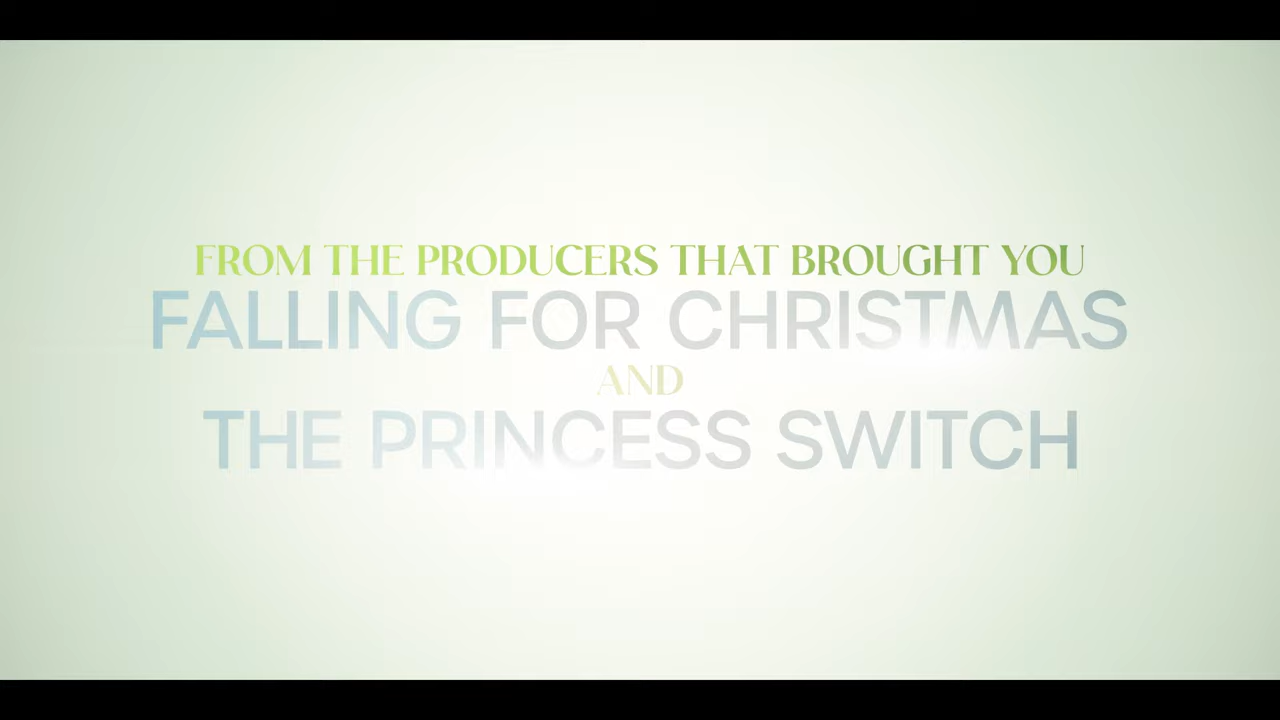 FROM THE PRODUCERS THAT BROUGHT YOU
FALLING FOR CHRISTMAS
AND
THE PRINCESS SWITCH